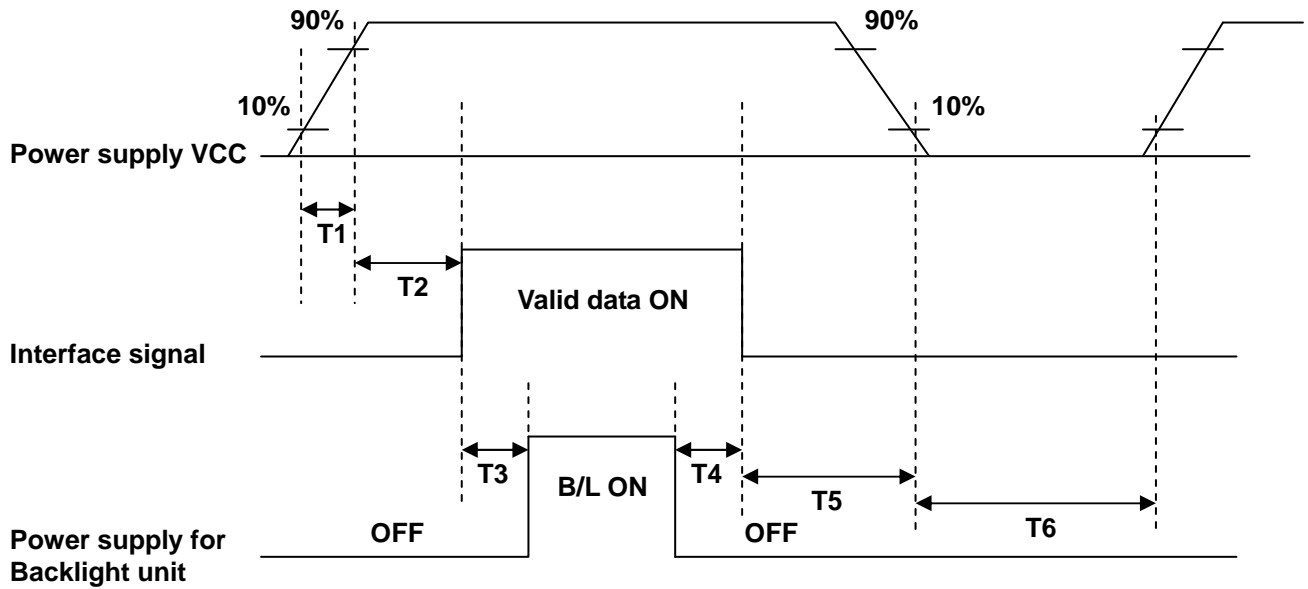 90%
90%
10%
10%
Power supply VCC
T1
T2
Valid data ON
Interface signal
T3
T4
B/L ON
T5
T6
OFF
OFF
Power supply for
Backlight unit